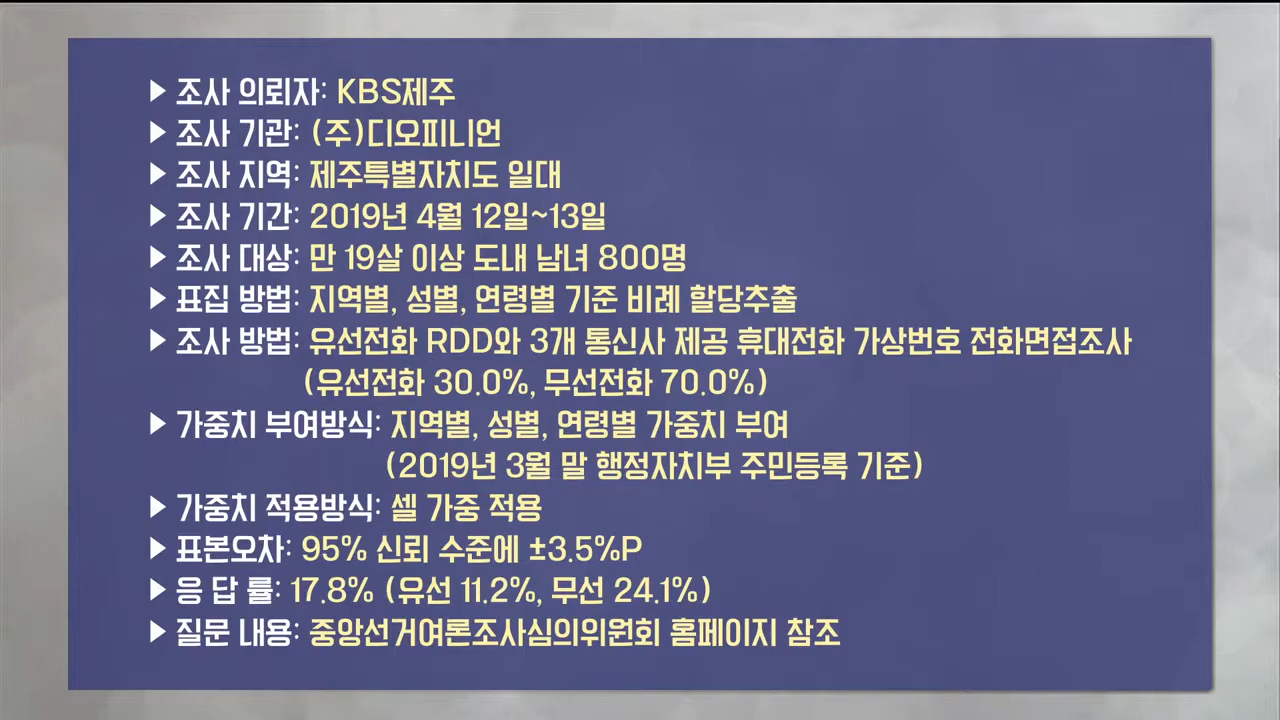 ▶ 조사 의뢰자: KBS제주
▶ 조사 기관: (주)디오피니언
▶ 조사 지역: 제주특별자치도 일대
▶ 조사 기간: 2019년 4월 12일~13일
▶ 조사 대상: 만 19살 이상 도내 남녀 800명
▶ 표집 방법: 지역별, 성별, 연령별 기준 비례 할당추출
▶ 조사 방법: 유선전화 RDD와 3개 통신사 제공 휴대전화 가상번호 전화면접조사
(유선전화 30.0%, 무선전화 70.0%)
▶ 가중치 부여방식: 지역별, 성별, 연령별 가중치 부여
(2019년 3월 말 행정자치부 주민등록 기준)
▶ 가중치 적용방식: 셀 가중 적용
▶ 표본오차: 95% 신뢰 수준에 ±3.5%P
▶ 응 답 률: 17.8% (유선 11.2%, 무선 24.1%)
▶ 질문 내용: 중앙선거여론조사심의위원회 홈페이지 참조